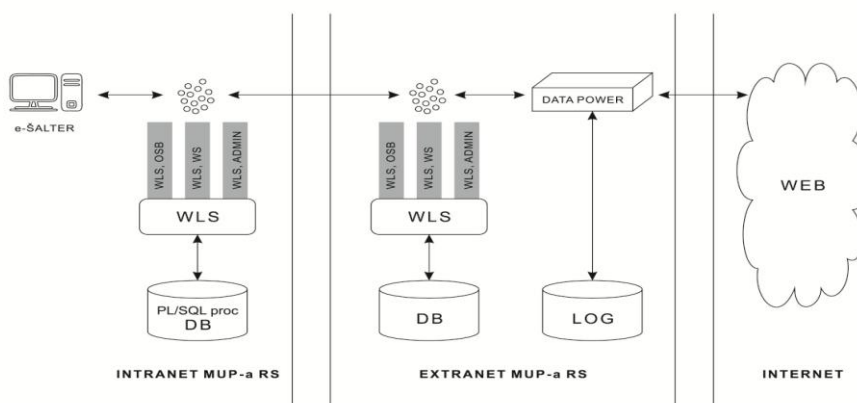 e-ŠALTER
WLS, OSB
WLS, WS
WLS, ADMIN
WLS
PL/SQL proc
DB
INTRANET MUP-a RS
WLS, OSB
WLS, WS
WLS, ADMIN
WLS
DB
DATA POWER
LOG
EXTRANET MUP-a RS
WEB
INTERNET